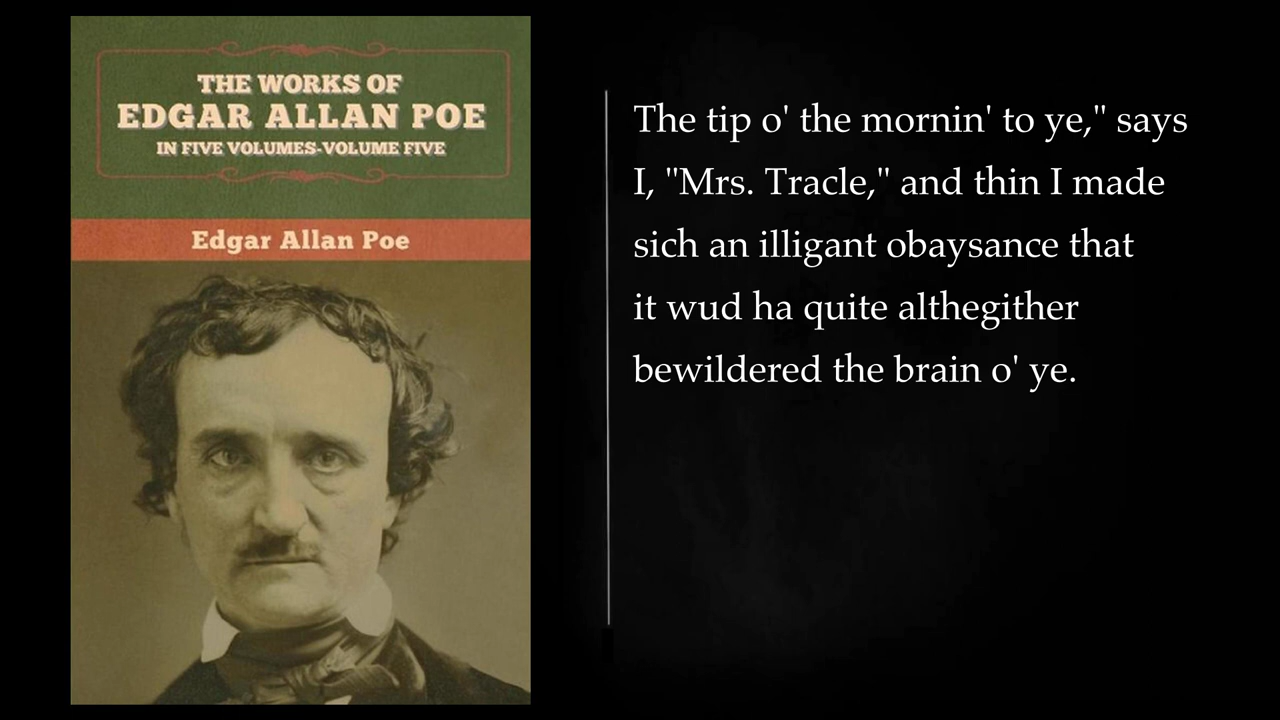 THE WORKS OF
EDGAR ALLAN POE
IN FIVE VOLUMES-VOLUME FIVE
Edgar Allan Poe
The tip o' the mornin' to ye," says
I, "Mrs. Tracle," and thin I made
sich an illigant obaysance that
it wud ha quite althegither
bewildered the brain o' ye.